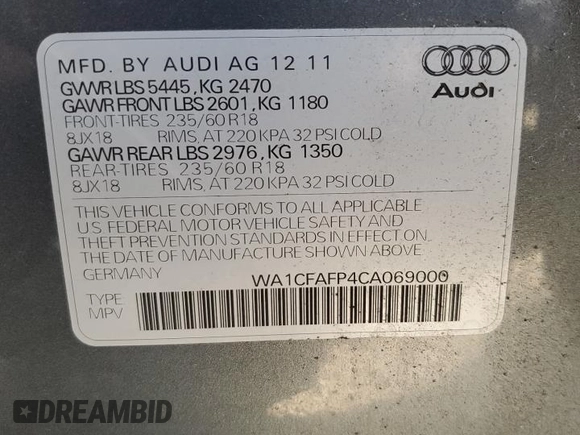 MFD. BY AUDI AG 12 11
GVWR LBS 5445, KG 2470
GAWR FRONT LBS 2601, KG 1180
FRONT-TIRES 235/60 R18
8JX18 RIMS, AT 220 KPA 32 PSI COLD
GAWR REAR LBS 2976, KG 1350
REAR-TIRES 235/60 R18
8JX18 RIMS, AT 220 KPA 32 PSI COLD
Audi
THIS VEHICLE CONFORMS TO ALL APPLICABLE
U.S FEDERAL MOTOR VEHICLE SAFETY AND
THEFT PREVENTION STANDARDS IN EFFECT ON
THE DATE OF MANUFACTURE SHOWN ABOVE.
GERMANY WA1CFAFP4CA069000
TYPE
MPV
DREAMBID